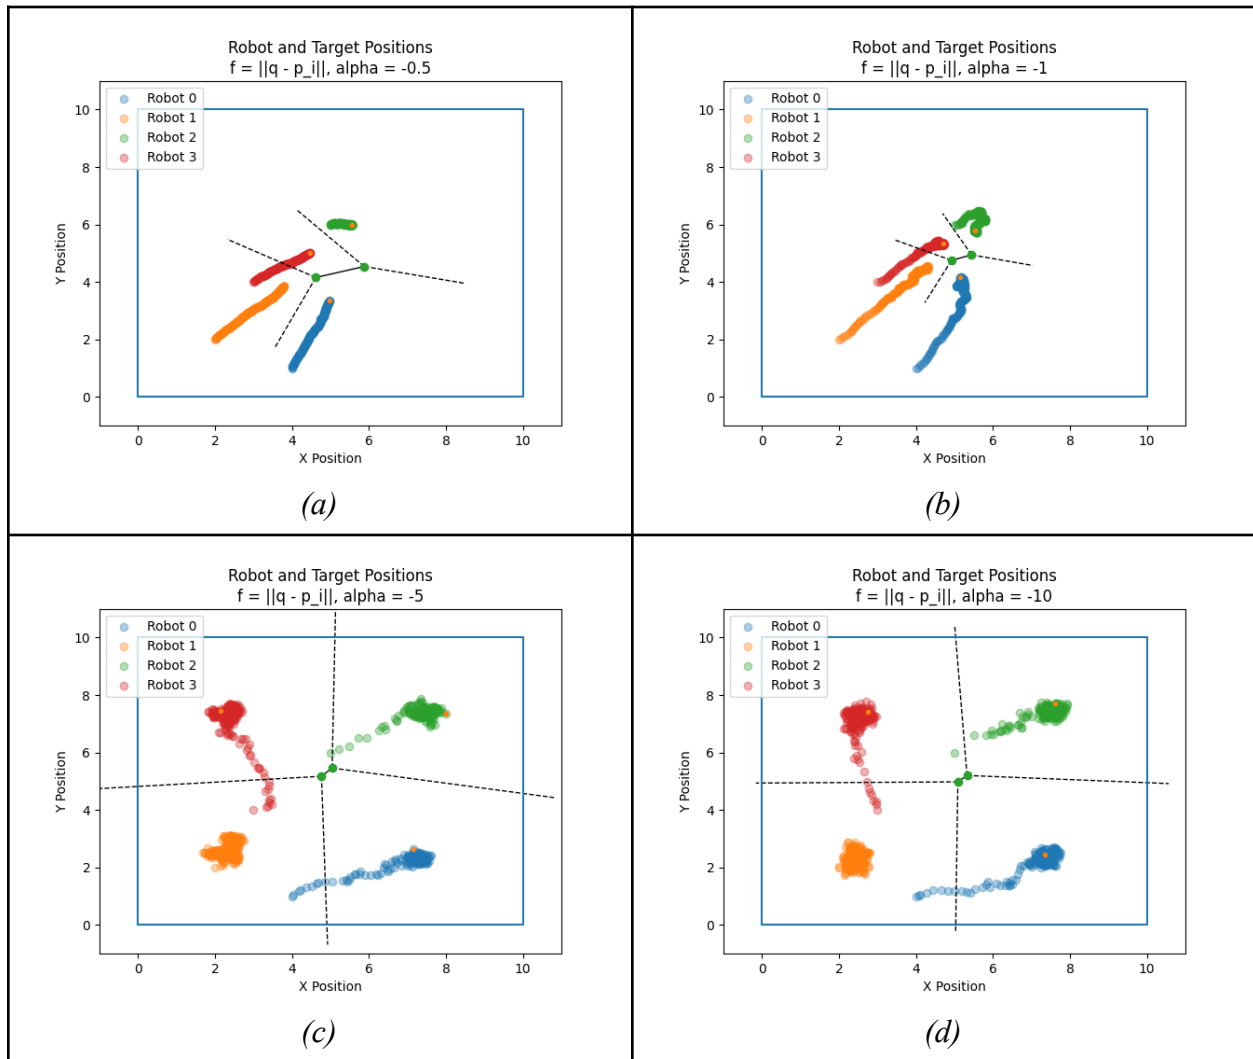 Robot and Target Positions
f = ||q - p_i||, alpha = -0.5
Robot 0
Robot 1
Robot 2
Robot 3
Y Position
10
8
6
4
2
0
0 2 4 6 8 10
X Position
(a)
Robot and Target Positions
f = ||q - p_i||, alpha = -1
Robot 0
Robot 1
Robot 2
Robot 3
Y Position
10
8
6
4
2
0
0 2 4 6 8 10
X Position
(b)
Robot and Target Positions
f = ||q - p_i||, alpha = -5
Robot 0
Robot 1
Robot 2
Robot 3
Y Position
10
8
6
4
2
0
0 2 4 6 8 10
X Position
(c)
Robot and Target Positions
f = ||q - p_i||, alpha = -10
Robot 0
Robot 1
Robot 2
Robot 3
Y Position
10
8
6
4
2
0
0 2 4 6 8 10
X Position
(d)